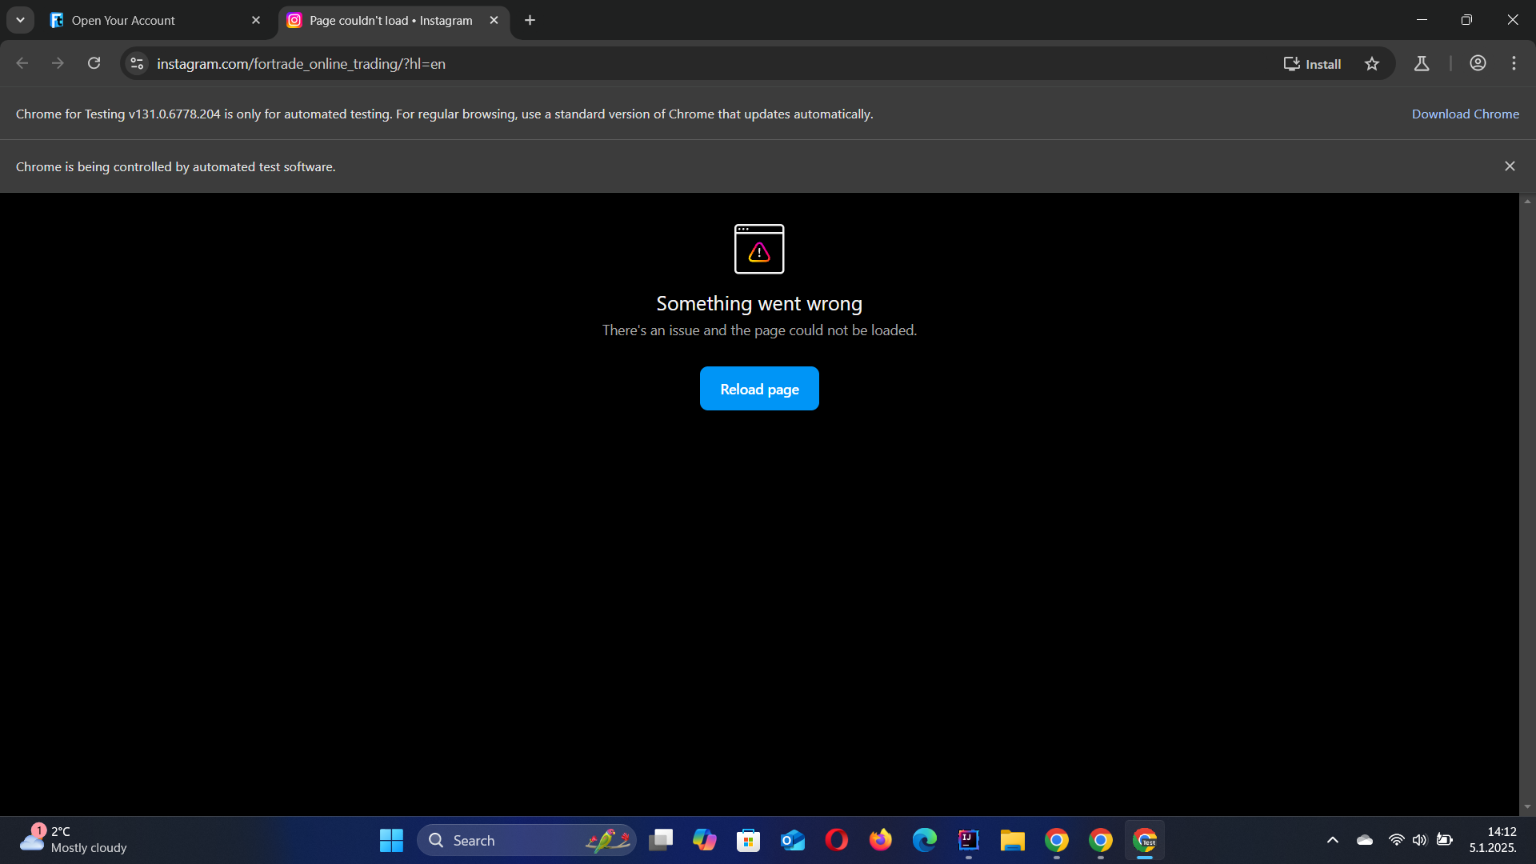 Open Your Account
Page couldn't load • Instagram
instagram.com/fortrade_online_trading/?hl=en
Install
Chrome for Testing v131.0.6778.204 is only for automated testing. For regular browsing, use a standard version of Chrome that updates automatically.
Download Chrome
Chrome is being controlled by automated test software.
Something went wrong
There's an issue and the page could not be loaded.
Reload page
1
2°C
Mostly cloudy
Search
IJ
Test
14:12
5.1.2025.